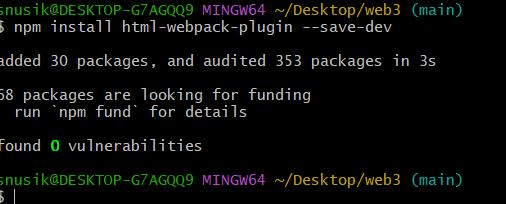 snusik@DESKTOP-G7AGQQ9 MINGW64 ~/Desktop/web3 (main)
$ npm install html-webpack-plugin --save-dev
added 30 packages, and audited 353 packages in 3s
68 packages are looking for funding
run `npm fund` for details
found 0 vulnerabilities
snusik@DESKTOP-G7AGQQ9 MINGW64 ~/Desktop/web3 (main)
$